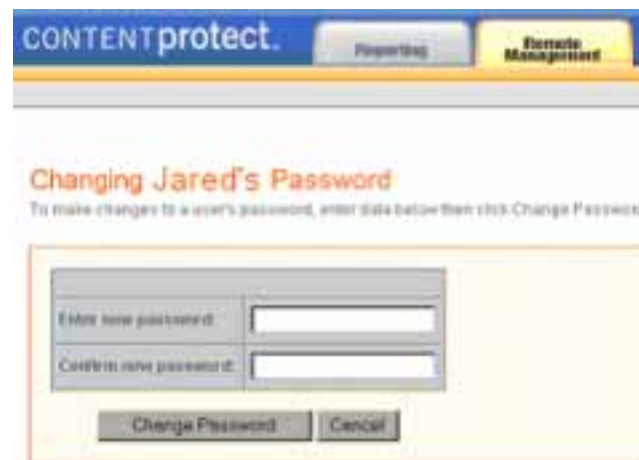 CONTENTprotect.
Reporting
Remote Management
Changing Jared's Password
To make changes to a user's password, enter data below then click Change Passwor
Enter new password:
Confirm new password:
Change Password
Cancel